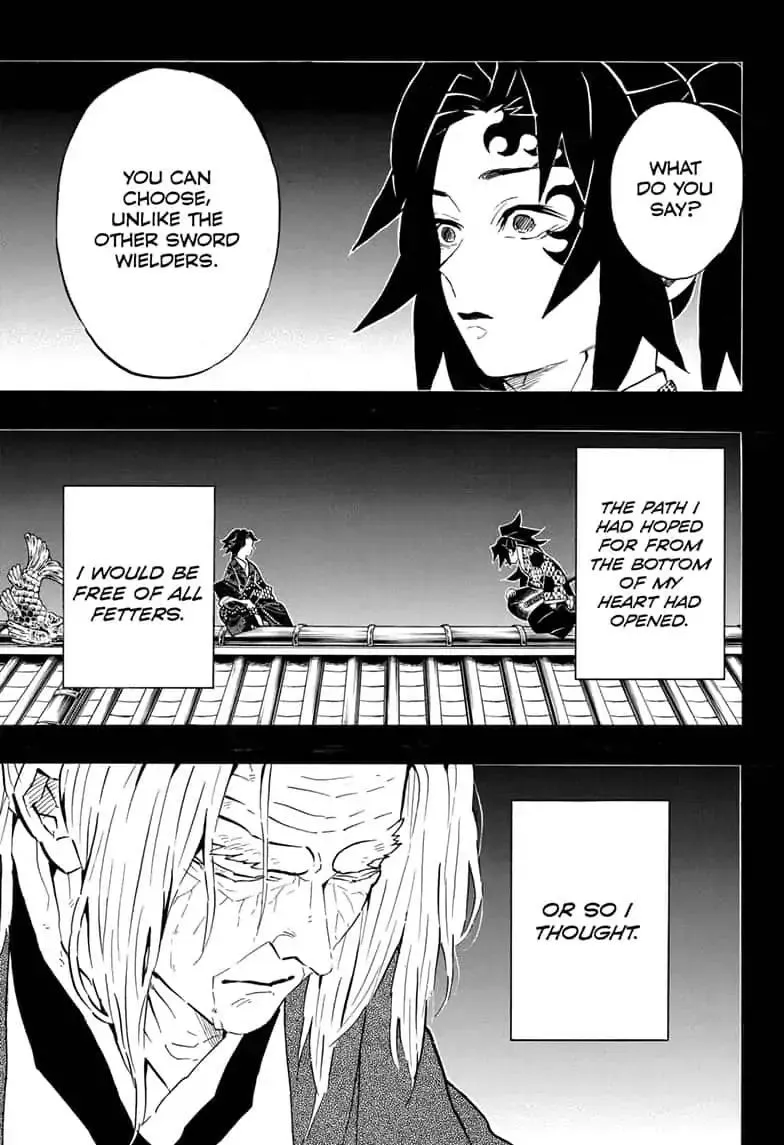 WHAT
DO YOU
SAY?
YOU CAN
CHOOSE,
UNLIKE THE
OTHER SWORD
WIELDERS.
THE PATH I
HAD HOPED
FOR FROM
THE BOTTOM
OF MY
HEART HAD
OPENED.
I WOULD BE
FREE OF ALL
FETTERS.
OR SO I
THOUGHT.